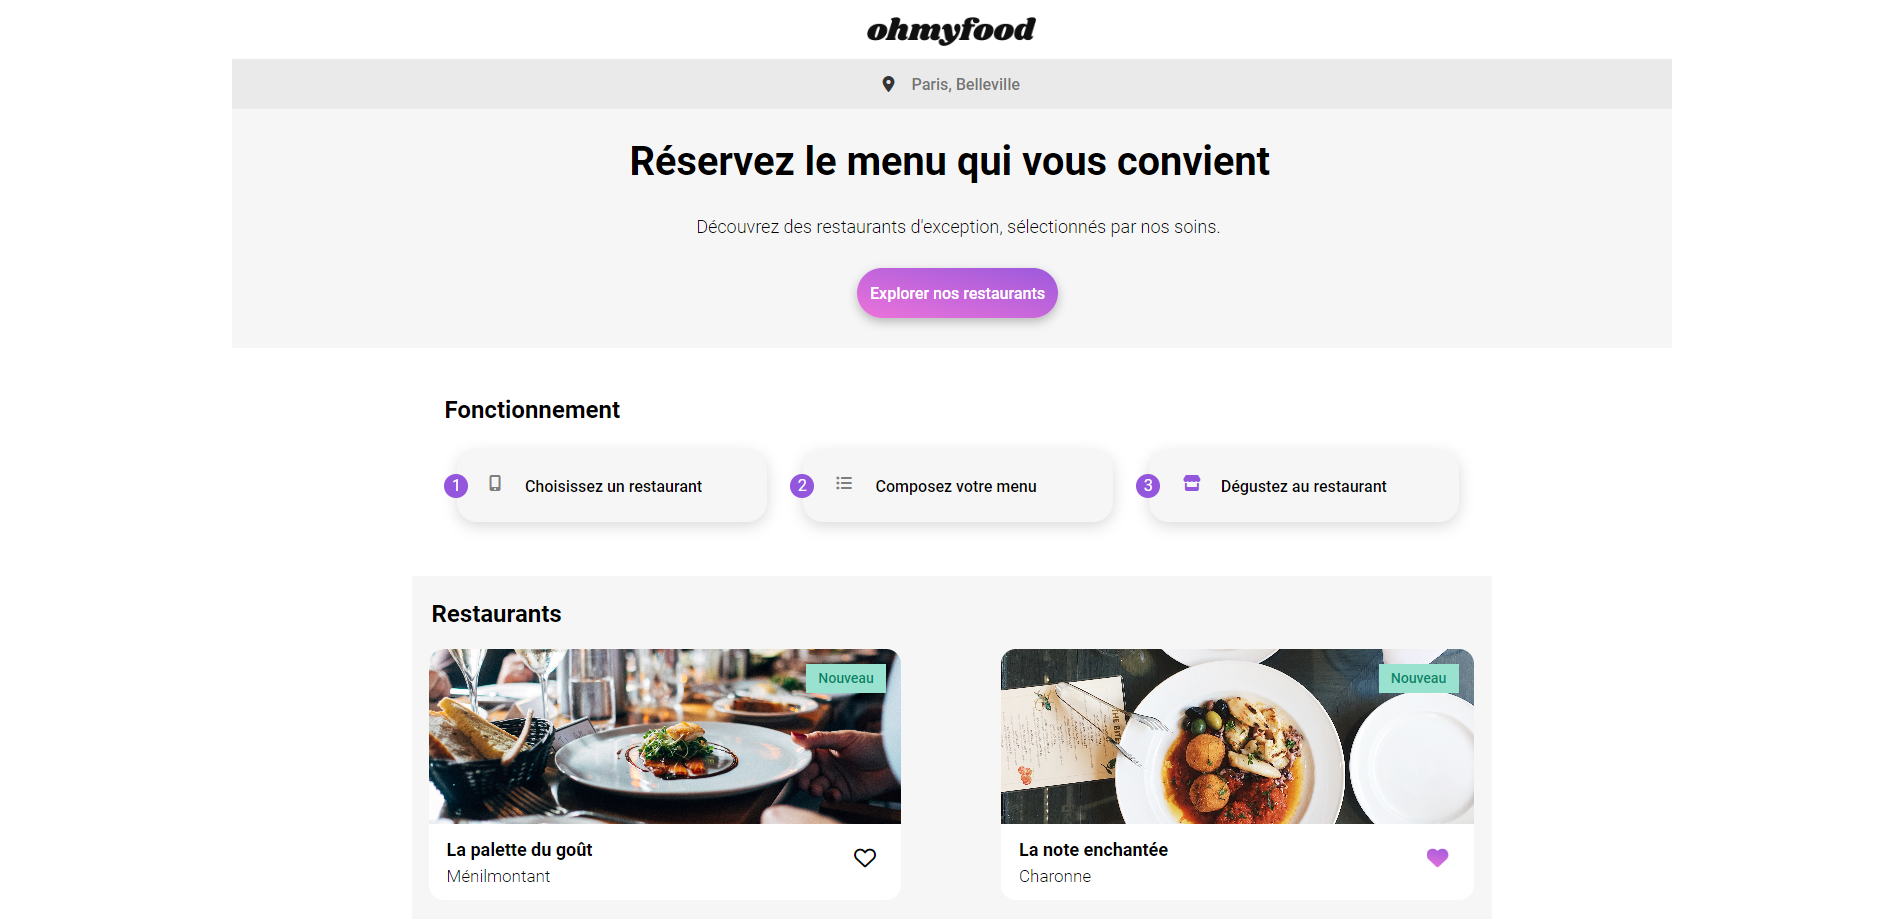 ohmyfood
Paris, Belleville
Réservez le menu qui vous convient
Découvrez des restaurants d'exception, sélectionnés par nos soins.
Explorer nos restaurants
Fonctionnement
1 Choisissez un restaurant
2 Composez votre menu
3 Dégustez au restaurant
Restaurants
Nouveau
La palette du goût
Ménilmontant
Nouveau
La note enchantée
Charonne